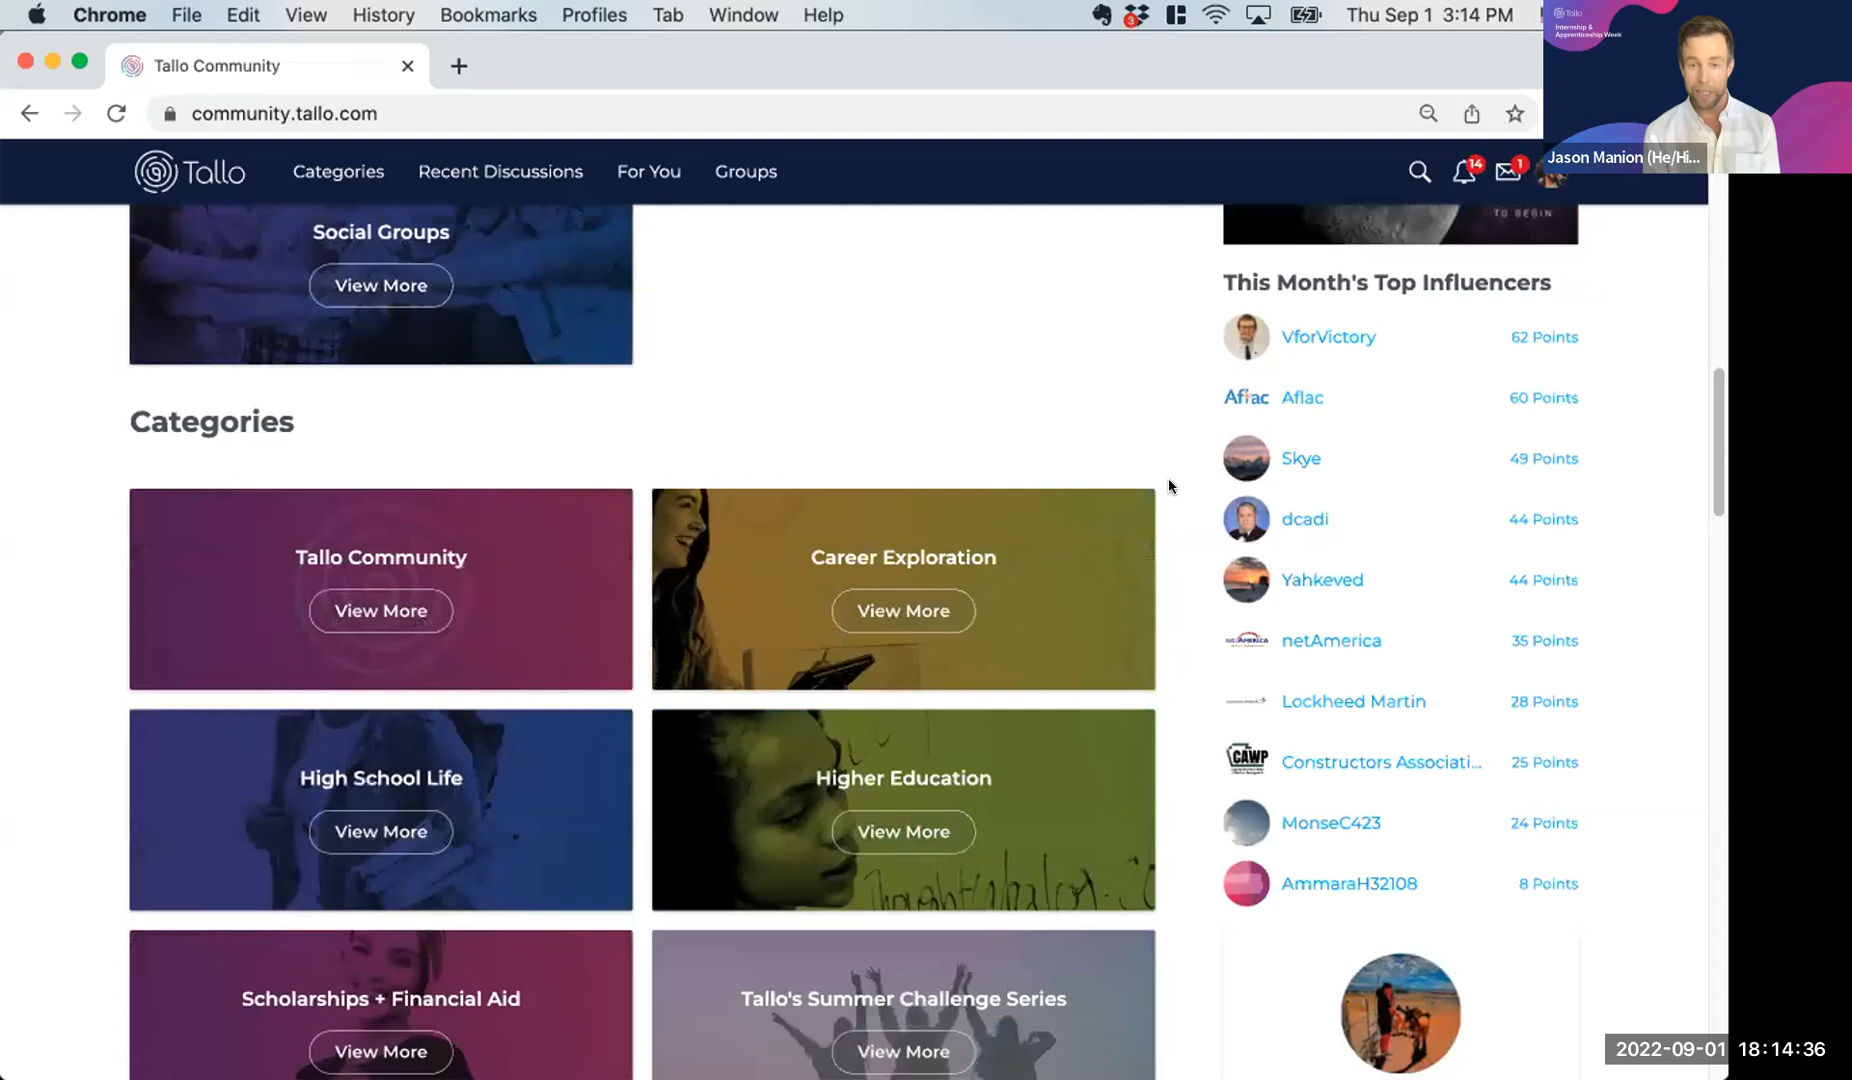 Chrome File Edit View History Bookmarks Profiles Tab Window Help
3
Thu Sep 1 3:14 PM
Tallo
Internship &
Apprenticeship Week
Tallo Community
community.tallo.com
Jason Manion (He/Hi...
Tallo
Categories Recent Discussions For You Groups
14
1
TO BEGIN
Social Groups
View More
Categories
Tallo Community
View More
Career Exploration
View More
High School Life
View More
Higher Education
View More
Scholarships + Financial Aid
View More
Tallo's Summer Challenge Series
View More
This Month's Top Influencers
VforVictory 62 Points
Aflac Aflac 60 Points
Skye 49 Points
dcadi 44 Points
Yahkeved 44 Points
netAmerica 35 Points
Lockheed Martin 28 Points
CAWP Constructors Associati... 25 Points
MonseC423 24 Points
AmmaraH32108 8 Points
2022-09-01 18:14:36